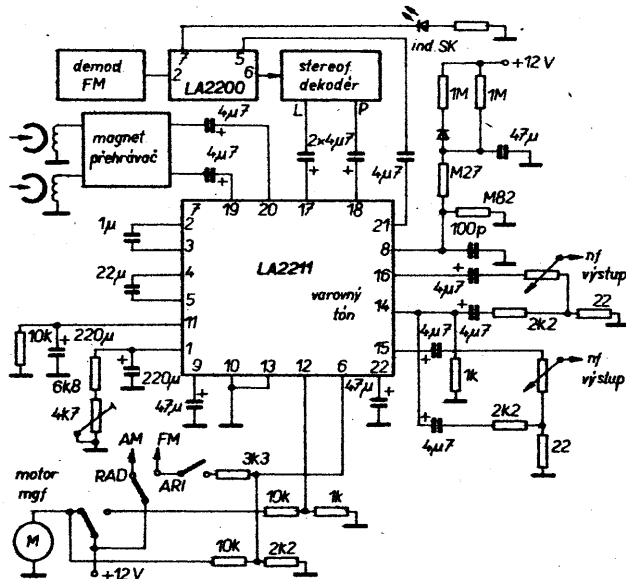 7
5
ind. SK
+12V
demod.
FM
2
6
LA2200
stereof.
dekodér
L
P
1M
1M
47μ
magnet
přehrávač
4μ7
+
4μ7
+
2×4μ7
+
+
4μ7
M27
M82
100p
7
19
20
17
18
21
1μ
2
3
8
22μ
4
5
LA2211
16
varovný
tón
14
+
4μ7
nf
výstup
4μ7
2k2
22
11
10k
220μ
+
1
15
4μ7
+
4μ7
1k
nf
výstup
6k8
220μ
+
9
10
13
12
6
22
47μ
+
47μ
+
4k7
+
4μ7
2k2
22
AM
FM
RAD
ARI
3k3
motor
mgf
10k
1k
M
+12V
10k
2k2